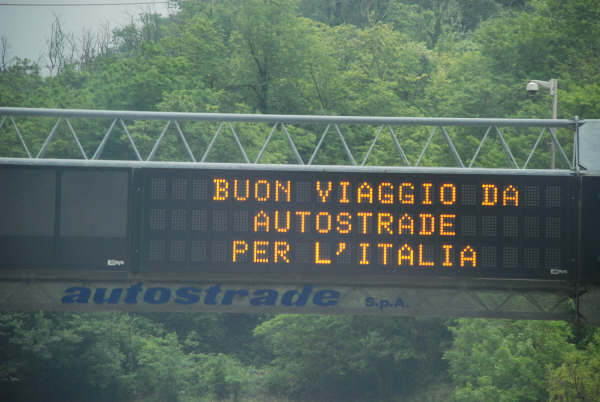 BUON VIAGGIO DA
AUTOSTRADE
PER L'ITALIA
autostrade S.p.A.